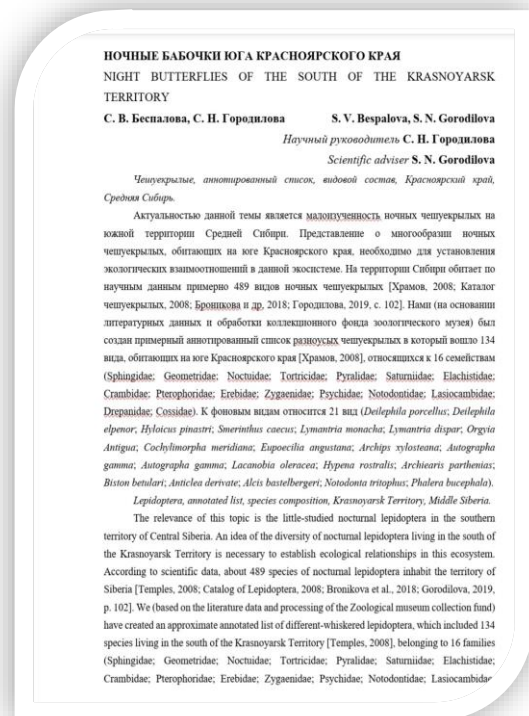 НОЧНЫЕ БАБОЧКИ ЮГА КРАСНОЯРСКОГО КРАЯ
NIGHT BUTTERFLIES OF THE SOUTH OF THE KRASNOYARSK
TERRITORY
С. В. Беспалова, С. Н. Городилова S. V. Bespalova, S. N. Gorodilova
Научный руководитель С. Н. Городилова
Scientific adviser S. N. Gorodilova
Чешуекрылые, аннотированный список, видовой состав, Красноярский край,
Средняя Сибирь.
Актуальностью данной темы является малоизученность ночных чешуекрылых на
южной территории Средней Сибири. Представление о многообразии ночных
чешуекрылых, обитающих на юге Красноярского края, необходимо для установления
экологических взаимоотношений в данной экосистеме. На территории Сибири обитает по
научным данным примерно 489 видов ночных чешуекрылых [Храмов, 2008; Каталог
чешуекрылых, 2008; Броникова и др, 2018; Городилова, 2019, с. 102]. Нами (на основании
литературных данных и обработки коллекционного фонда зоологического музея) был
создан примерный аннотированный список разноусых чешуекрылых в который вошло 134
вида, обитающих на юге Красноярского края [Храмов, 2008], относящихся к 16 семействам
(Sphingidae; Geometridae; Noctuidae; Tortricidae; Pyralidae; Saturniidae; Elachistidae;
Crambidae; Pterophoridae; Erebidae; Zygaenidae; Psychidae; Notodontidae; Lasiocambidae;
Drepanidae; Cossidae). К фоновым видам относится 21 вид (Deilephila porcellus; Deilephila
elpenor; Hyloicus pinastri; Smerinthus caecus; Lymantria monacha; Lymantria dispar; Orgyia
Antigua; Cochylimorpha meridiana; Eupoecilia angustana; Archips xylosteana; Autographa
gamma; Autographa gamma; Lacanobia oleracea; Hypena rostralis; Archiearis parthenias;
Biston betulari; Anticlea derivate; Alcis bastelbergeri; Notodonta tritophus; Phalera bucephala).
Lepidoptera, annotated list, species composition, Krasnoyarsk Territory, Middle Siberia.
The relevance of this topic is the little-studied nocturnal lepidoptera in the southern
territory of Central Siberia. An idea of the diversity of nocturnal lepidoptera living in the south of
the Krasnoyarsk Territory is necessary to establish ecological relationships in this ecosystem.
According to scientific data, about 489 species of nocturnal lepidoptera inhabit the territory of
Siberia [Temples, 2008; Catalog of Lepidoptera, 2008; Bronikova et al., 2018; Gorodilova, 2019,
p. 102]. We (based on the literature data and processing of the Zoological museum collection fund)
have created an approximate annotated list of different-whiskered lepidoptera, which included 134
species living in the south of the Krasnoyarsk Territory [Temples, 2008], belonging to 16 families
(Sphingidae; Geometridae; Noctuidae; Tortricidae; Pyralidae; Saturniidae; Elachistidae;
Crambidae; Pterophoridae; Erebidae; Zygaenidae; Psychidae; Notodontidae; Lasiocambidae